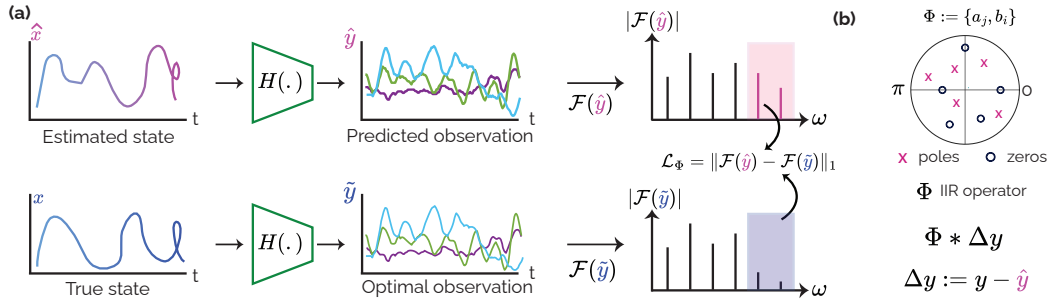 (a)
x̂
t
Estimated state
H(.)
ŷ
t
Predicted observation
F(ŷ)
|F(ŷ)|
ω
L_Φ = ‖F(ŷ) − F(ỹ)‖₁
x
t
True state
H(.)
ỹ
t
Optimal observation
F(ỹ)
|F(ỹ)|
ω
(b)
Φ := {a_j, b_i}
π
0
x poles o zeros
Φ IIR operator
Φ * Δy
Δy := y − ŷ